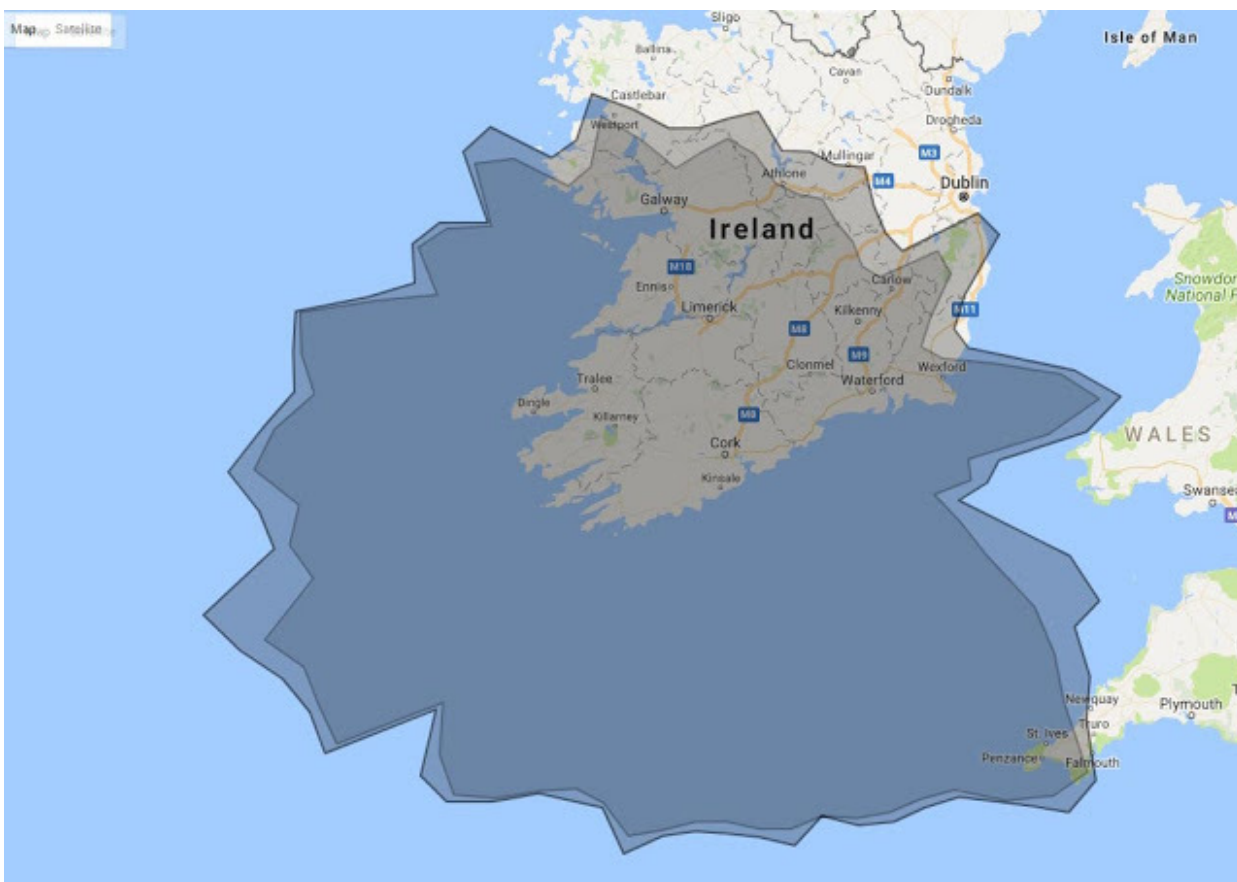 Map Satellite
Sligo
Isle of Man
Ballina
Cavan
Dundalk
Castlebar
Westport
Drogheda
M3
Mullingar
Athlone
M4
Dublin
Galway
Ireland
M18
Ennis
Carlow
Snowdon
National P
Limerick
Kilkenny
M11
M8
M9
Clonmel
Wexford
Tralee
Waterford
Dingle
Killarney
M8
WALES
Cork
Kinsale
Swanse
M
Newquay
Plymouth
Truro
St. Ives
Penzance
Falmouth